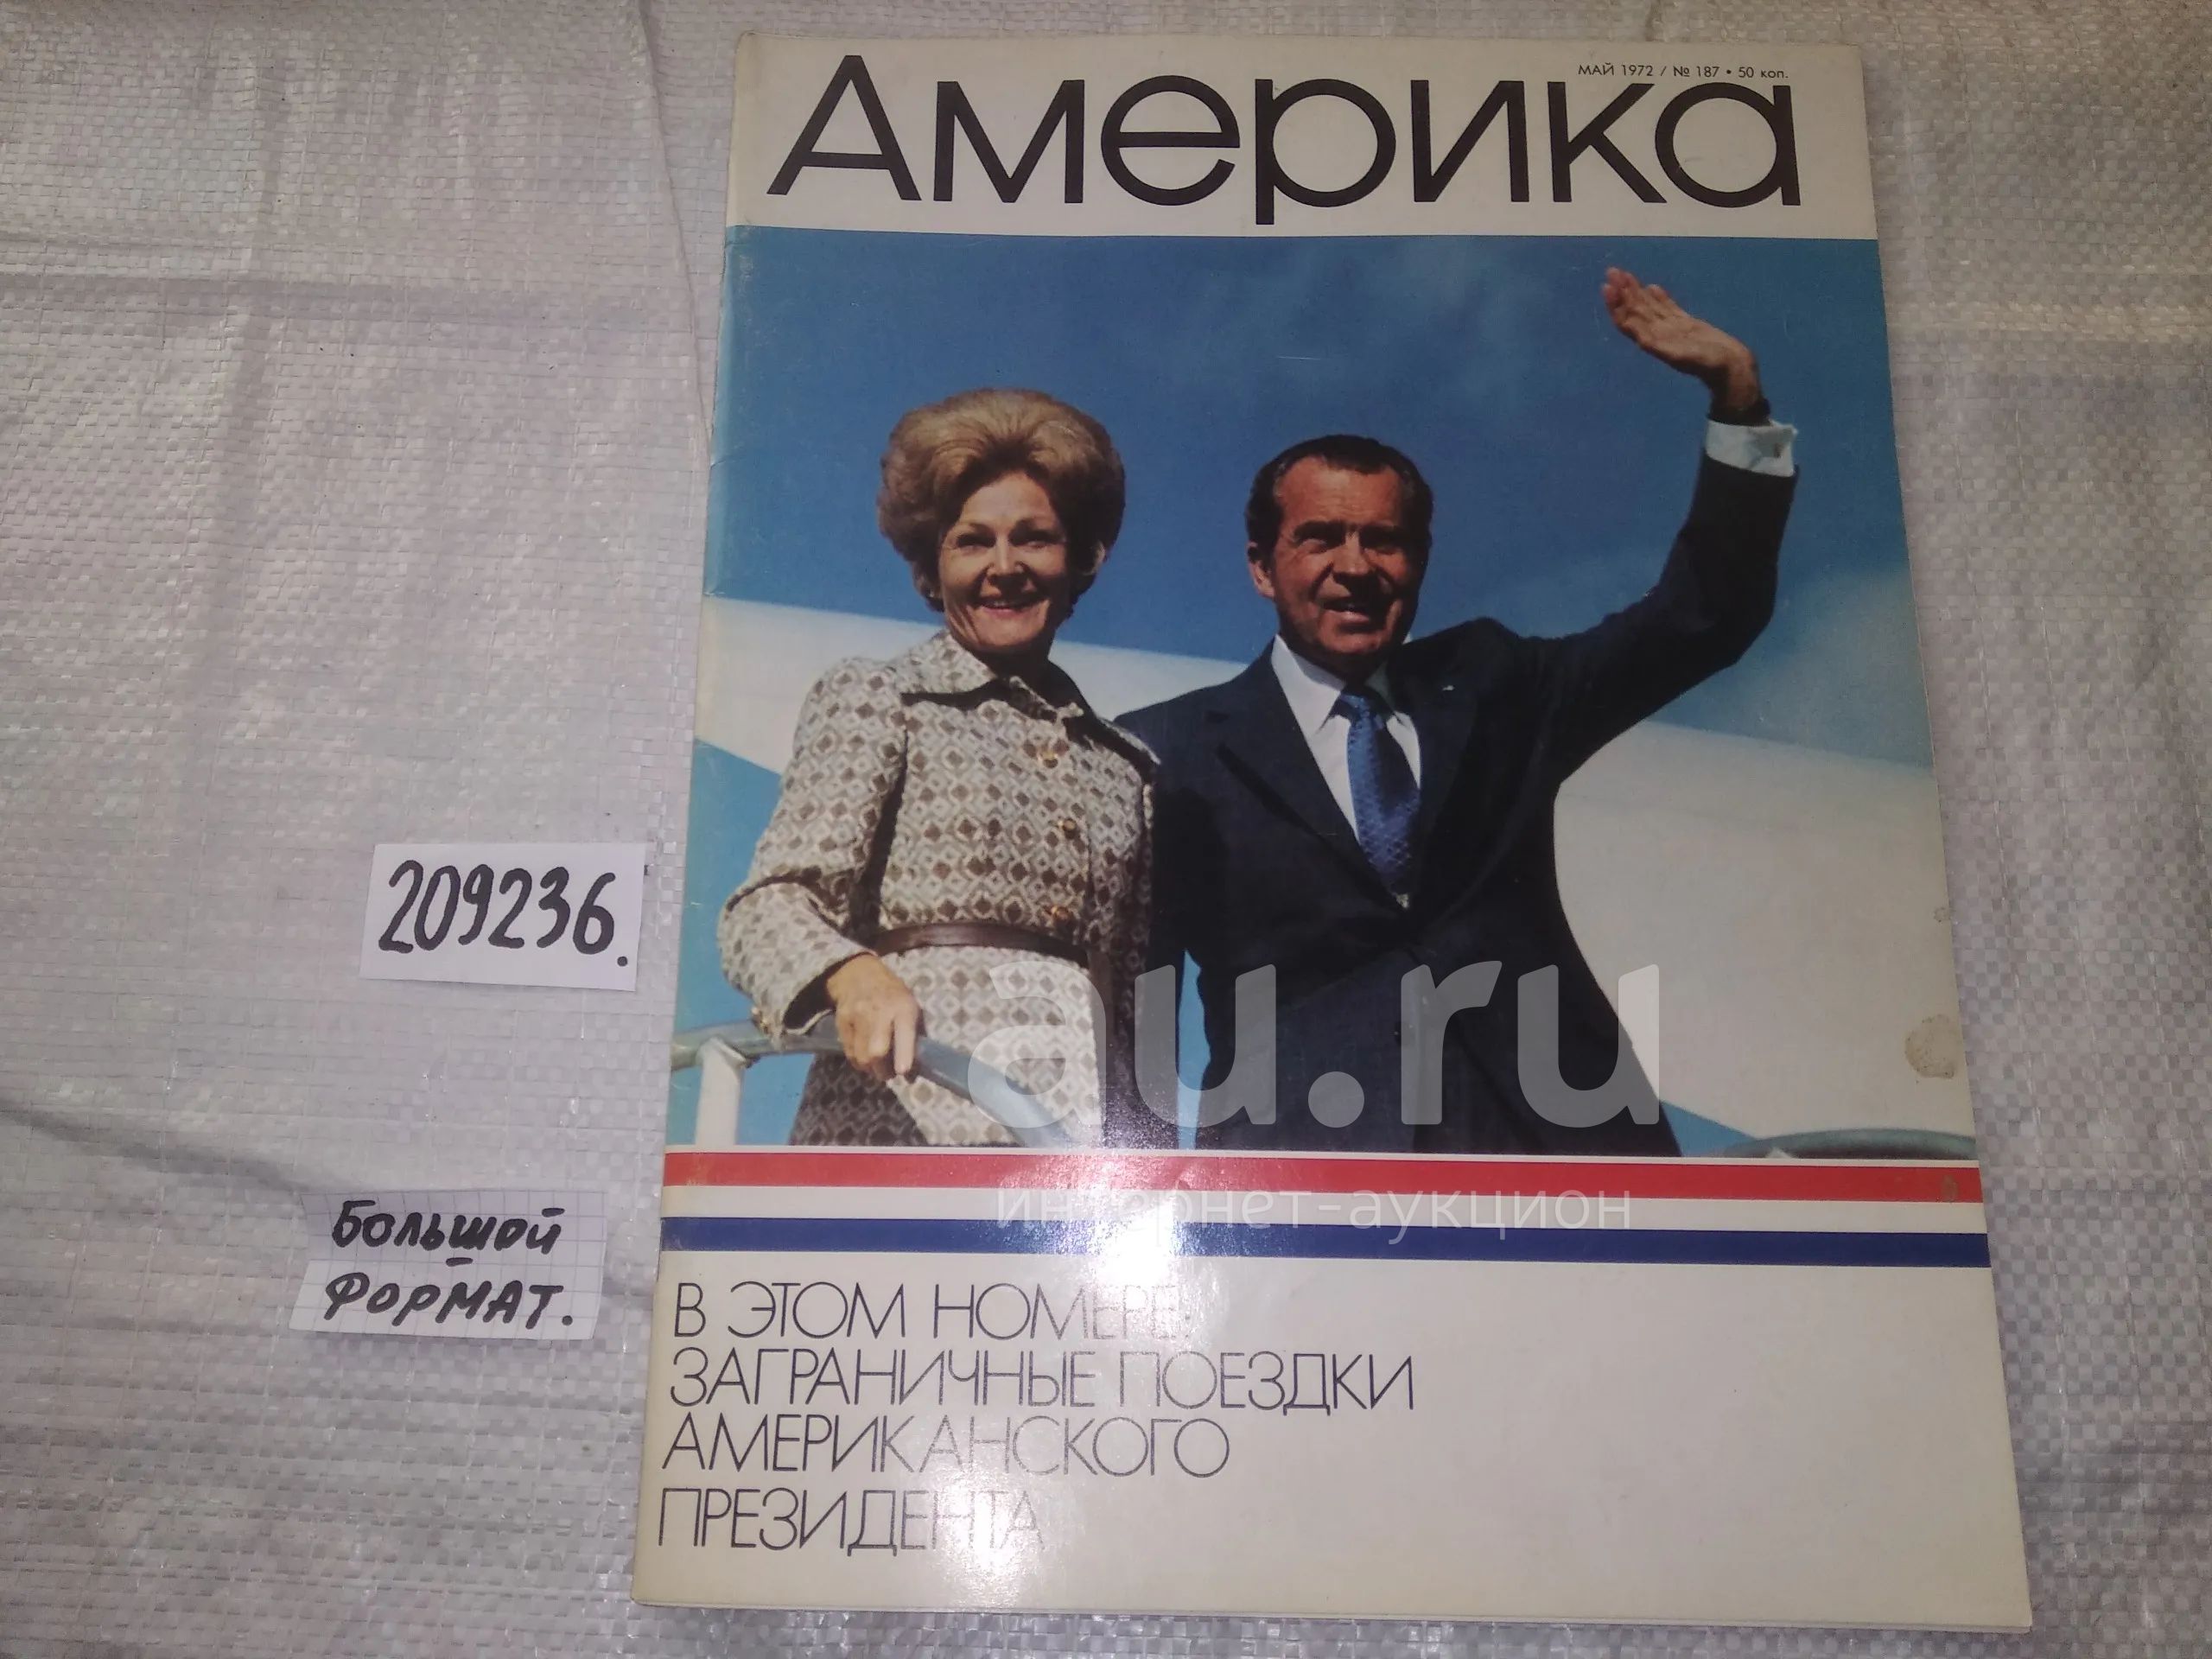 МАЙ 1972 / № 187 • 50 коп.
Америка
209236.
Большой
формат.
au.ru
интернет-аукцион
В ЭТОМ НОМЕРЕ:
ЗАГРАНИЧНЫЕ ПОЕЗДКИ
АМЕРИКАНСКОГО
ПРЕЗИДЕНТА